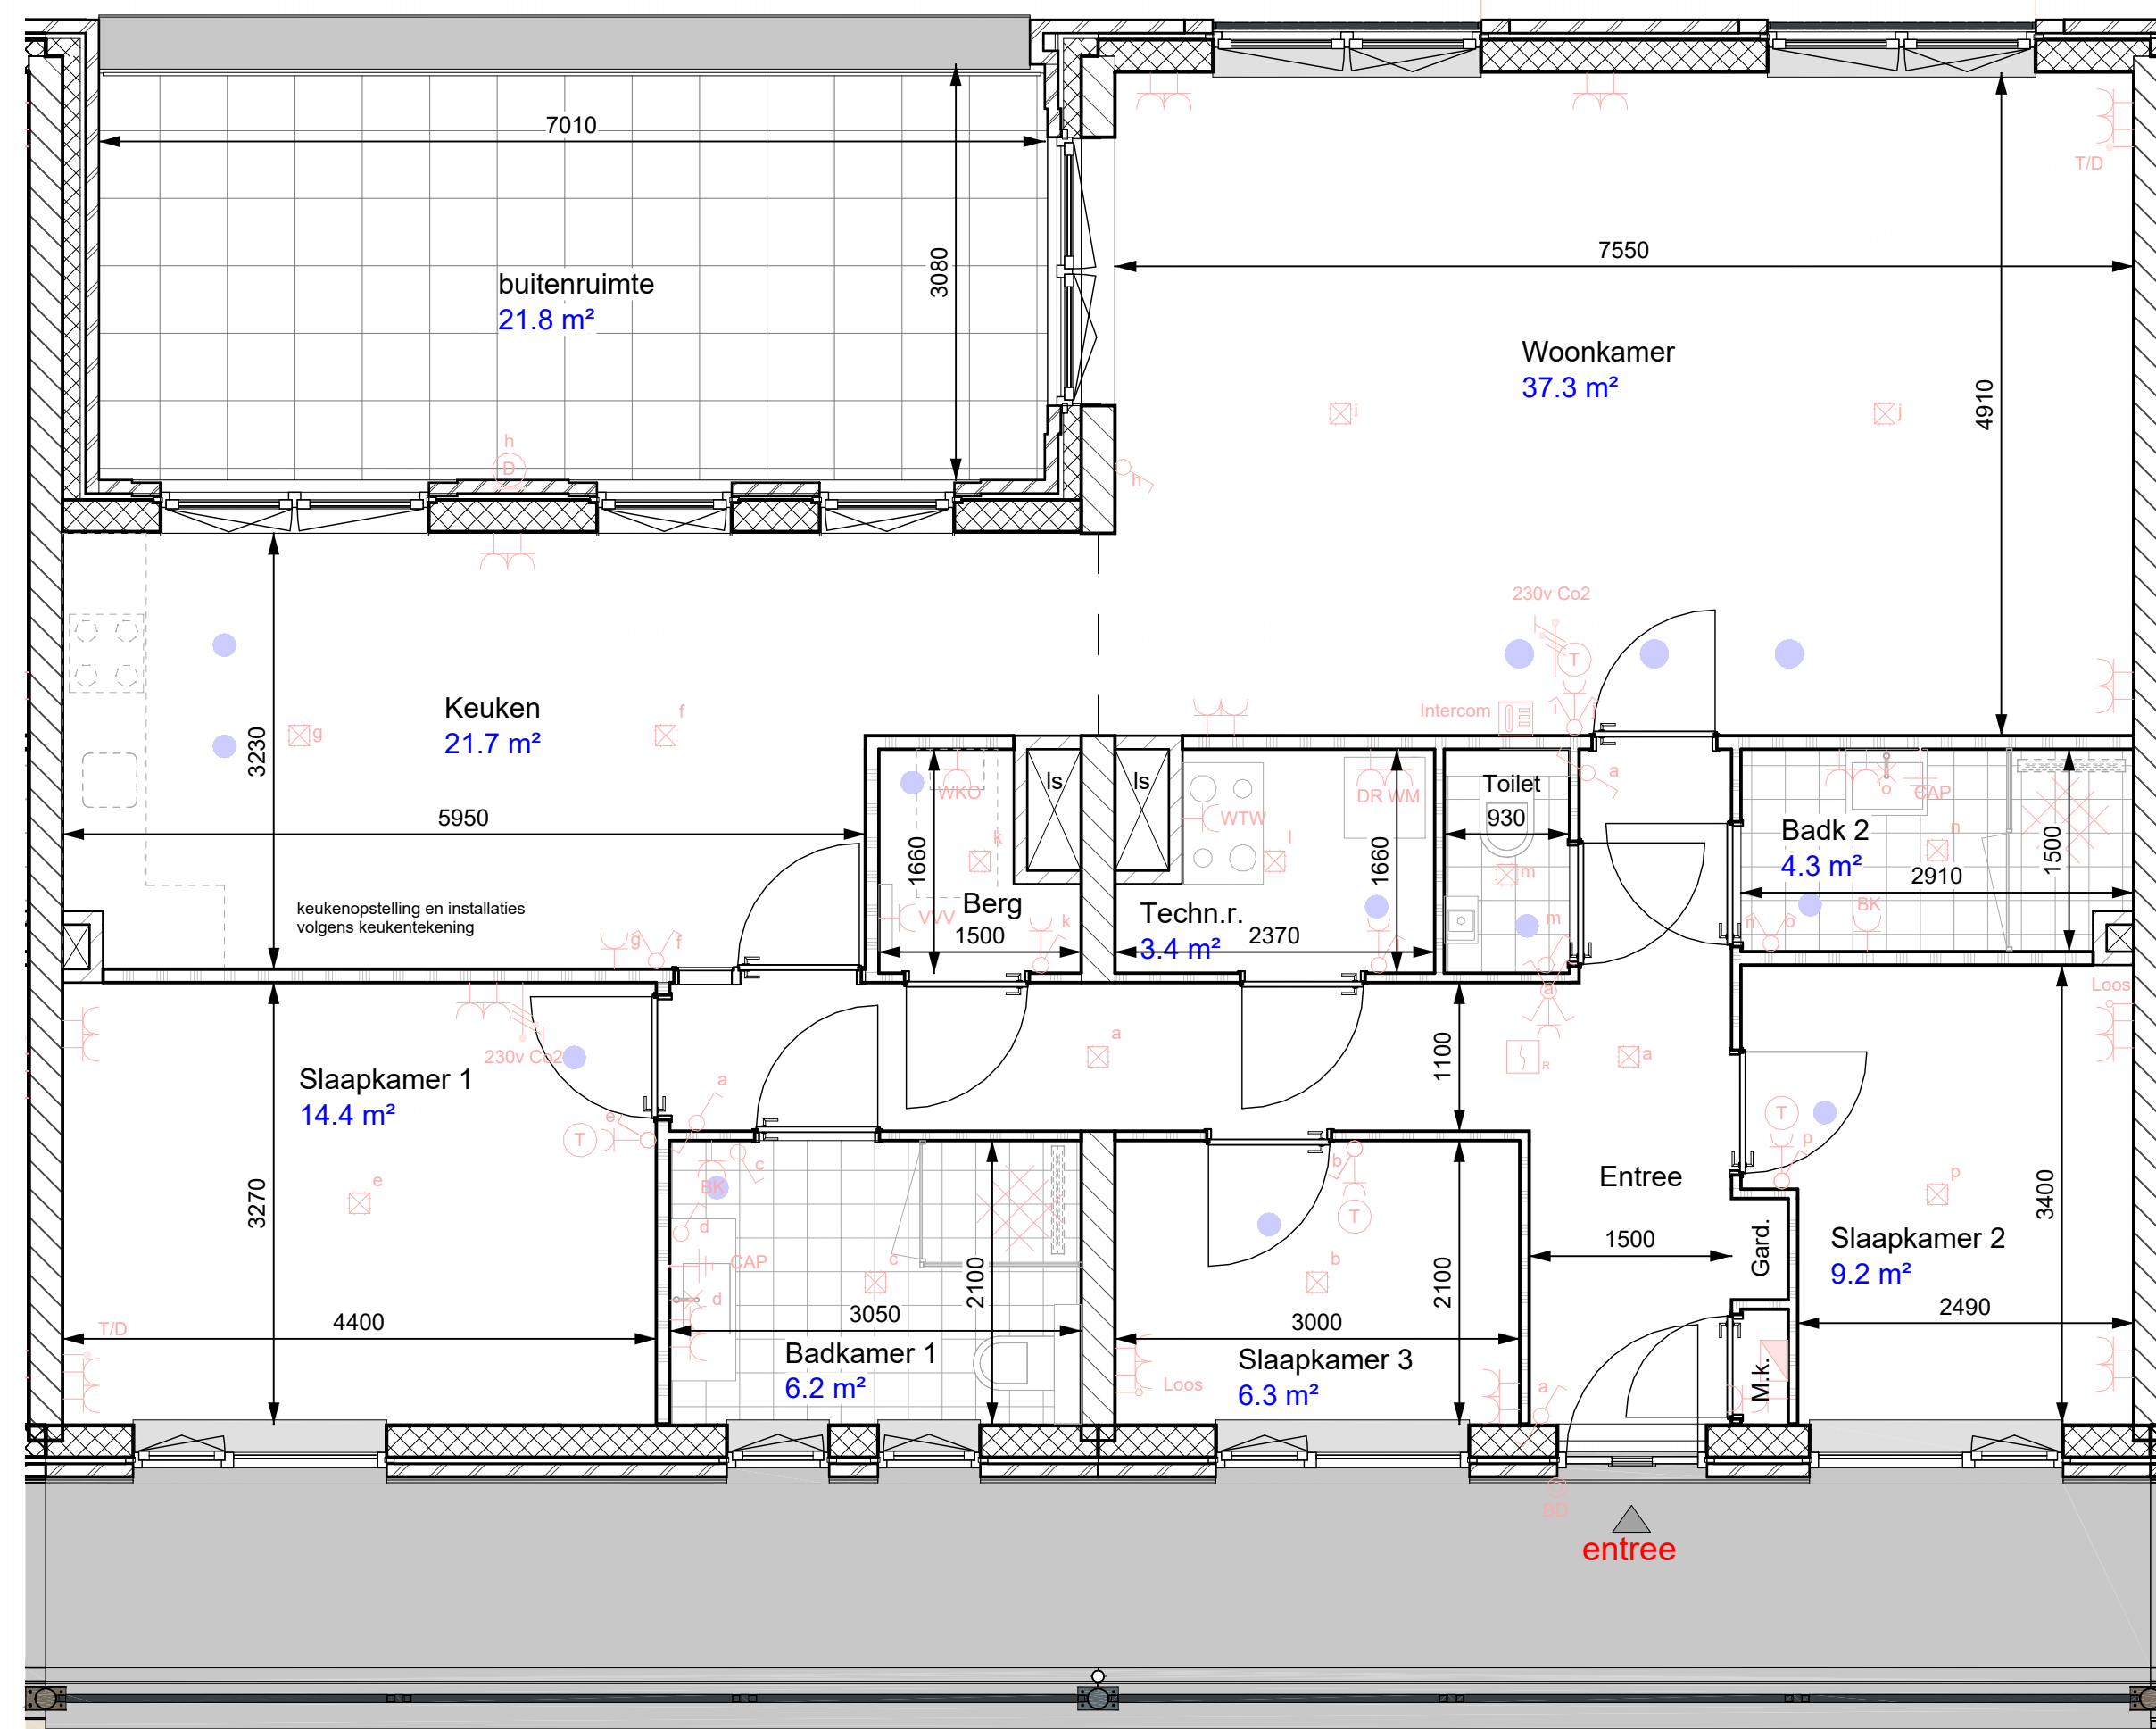 7010
3080
buitenruimte
21.8 m²
7550
Woonkamer
37.3 m²
4910
T/D
i
j
h
D
h
230v Co2
T
Intercom
i
j
Keuken
21.7 m²
g
f
3230
5950
keukenopstelling en installaties
volgens keukentekening
g
f
WKO
k
1660
VVV
Berg
k
1500
ls
ls
WTW
l
DR WM
1660
Techn.r.
3.4 m²
2370
Toilet
930
m
m
a
CAP
o
n
Badk 2
4.3 m²
1500
2910
BK
n
o
230v Co2
Slaapkamer 1
14.4 m²
e
T
e
3270
4400
T/D
a
a
a
a
R
1100
c
BK
d
CAP
d
c
2100
3050
Badkamer 1
6.2 m²
b
T
b
2100
3000
Slaapkamer 3
6.3 m²
Loos
a
Entree
1500
Gard.
M.k.
Loos
T
p
p
3400
Slaapkamer 2
9.2 m²
2490
BD
entree